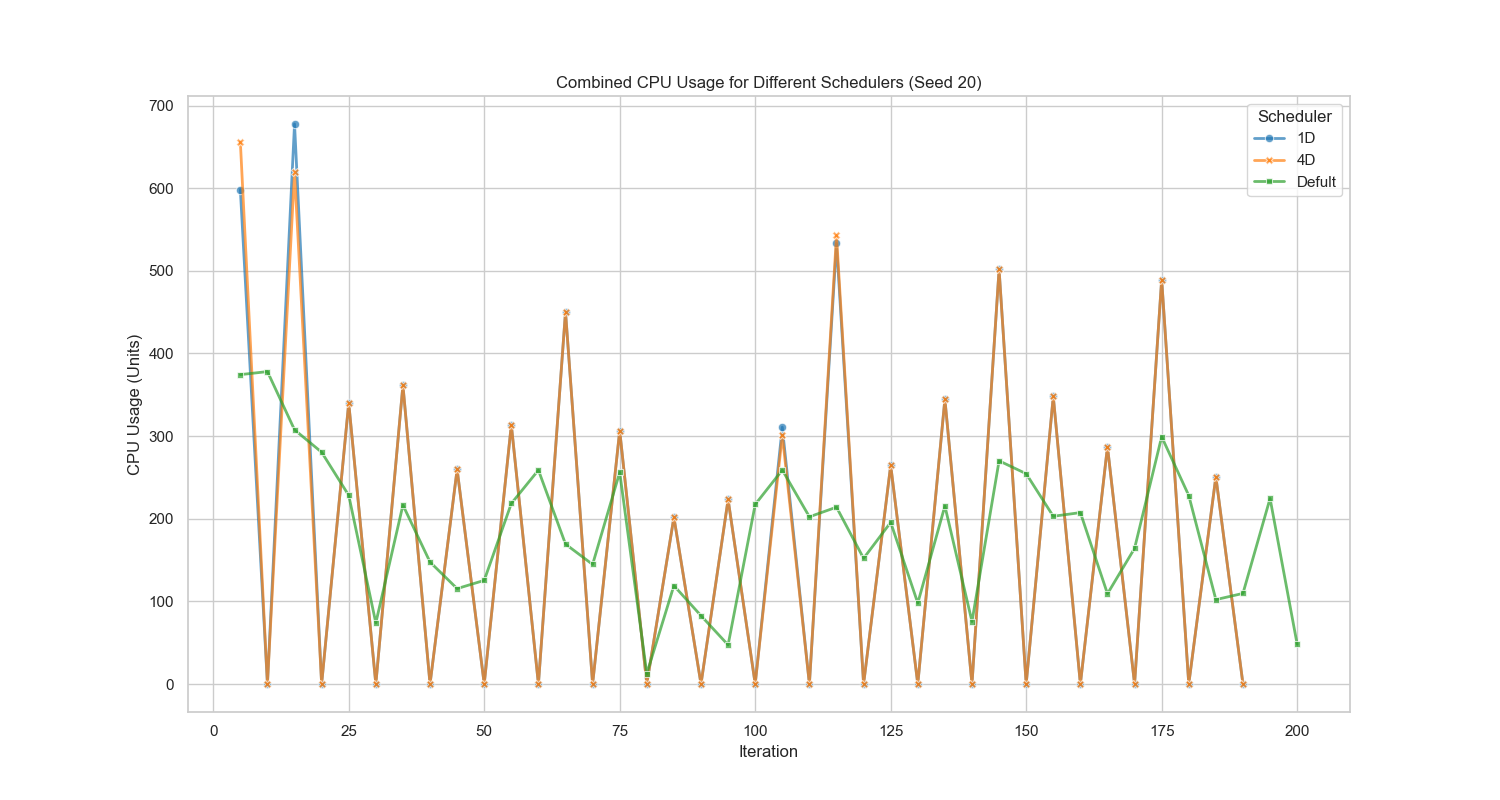 Combined CPU Usage for Different Schedulers (Seed 20)
700
600
500
400
300
200
100
0
CPU Usage (Units)
Scheduler
1D
4D
Defult
0 25 50 75 100 125 150 175 200
Iteration